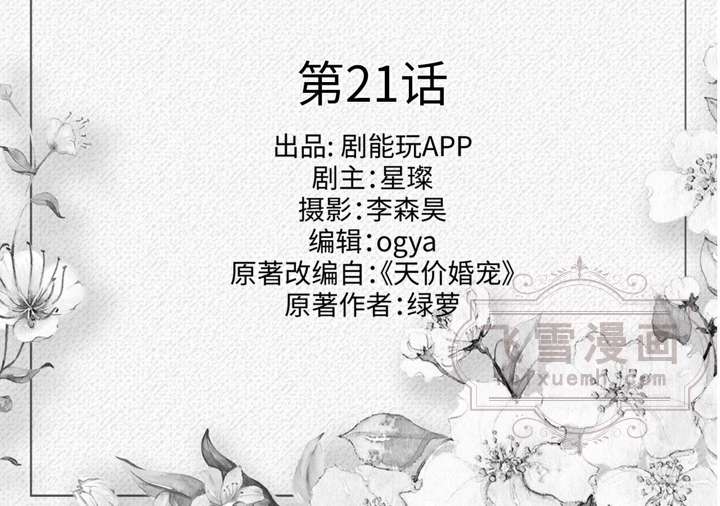 第21话
出品: 剧能玩APP
剧主:星璨
摄影:李森昊
编辑:ogya
原著改编自:《天价婚宠》
原著作者:绿萝
飞雪漫画